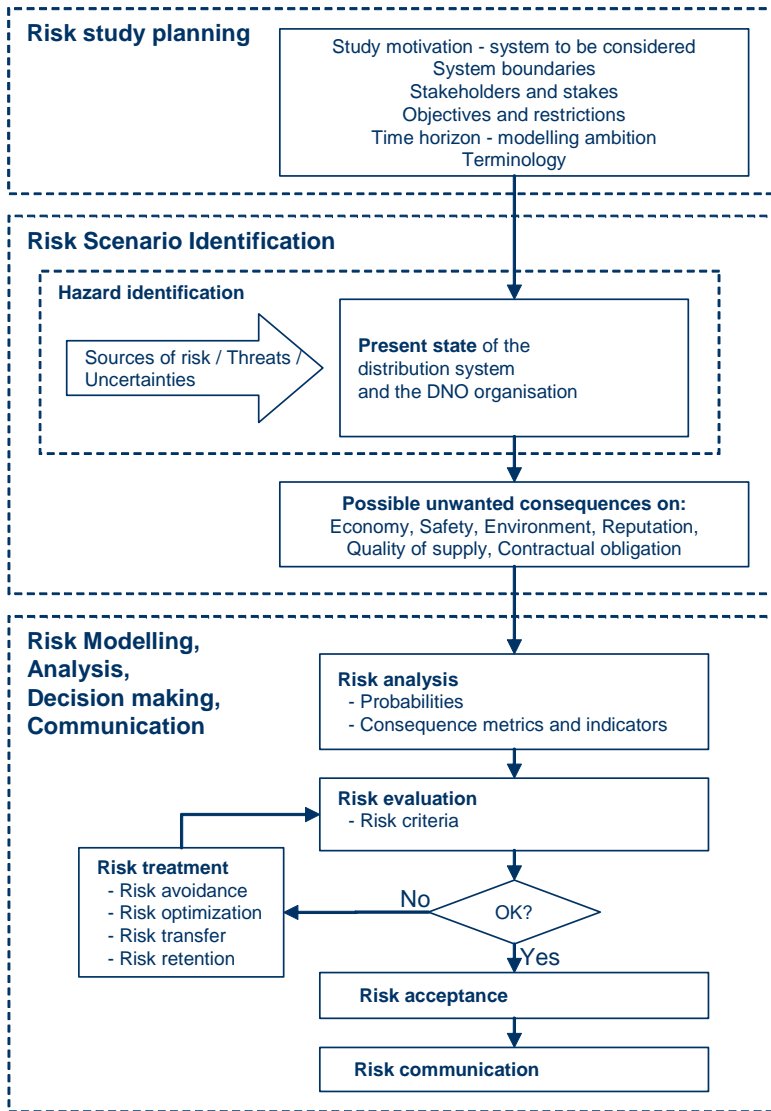 Risk study planning
Study motivation - system to be considered
System boundaries
Stakeholders and stakes
Objectives and restrictions
Time horizon - modelling ambition
Terminology
Risk Scenario Identification
Hazard identification
Sources of risk / Threats /
Uncertainties
Present state of the
distribution system
and the DNO organisation
Possible unwanted consequences on:
Economy, Safety, Environment, Reputation,
Quality of supply, Contractual obligation
Risk Modelling,
Analysis,
Decision making,
Communication
Risk analysis
- Probabilities
- Consequence metrics and indicators
Risk evaluation
- Risk criteria
Risk treatment
- Risk avoidance
- Risk optimization
- Risk transfer
- Risk retention
No
OK?
Yes
Risk acceptance
Risk communication